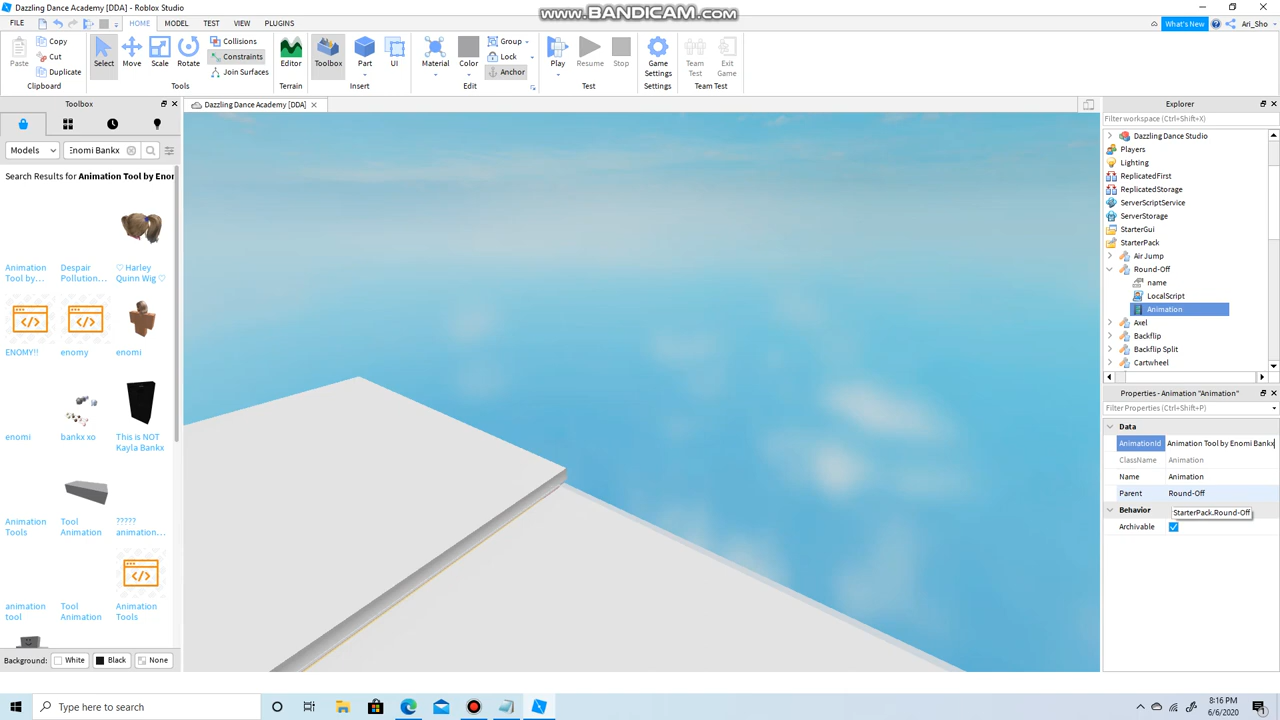 Dazzling Dance Academy [DDA] - Roblox Studio
www.BANDICAM.com
FILE HOME MODEL TEST VIEW PLUGINS
What's New Ari_Sho
Paste Copy Cut Duplicate
Clipboard
Select Move Scale Rotate
Collisions
Constraints
Join Surfaces
Tools
Editor
Terrain
Toolbox Part UI
Insert
Material Color
Group
Lock
Anchor
Edit
Play Resume Stop
Test
Game Settings
Settings
Team Test Exit Game
Team Test
Toolbox
Models Enomi Bankx
Search Results for Animation Tool by Enor
Animation Tool by...
Despair Pollution...
♡ Harley Quinn Wig ♡
ENOMY!! enomy enomi
enomi bankx xo This is NOT Kayla Bankx
Animation Tools
Tool Animation
????? animation...
animation tool
Tool Animation
Animation Tools
Background: White Black None
Dazzling Dance Academy [DDA]
Explorer
Filter workspace (Ctrl+Shift+X)
Dazzling Dance Studio
Players
Lighting
ReplicatedFirst
ReplicatedStorage
ServerScriptService
ServerStorage
StarterGui
StarterPack
Air Jump
Round-Off
name
LocalScript
Animation
Axel
Backflip
Backflip Split
Cartwheel
Properties - Animation "Animation"
Filter Properties (Ctrl+Shift+P)
Data
AnimationId Animation Tool by Enomi Bankx
ClassName Animation
Name Animation
Parent Round-Off
Behavior
StarterPack.Round-Off
Archivable
Type here to search
8:16 PM
6/6/2020
1